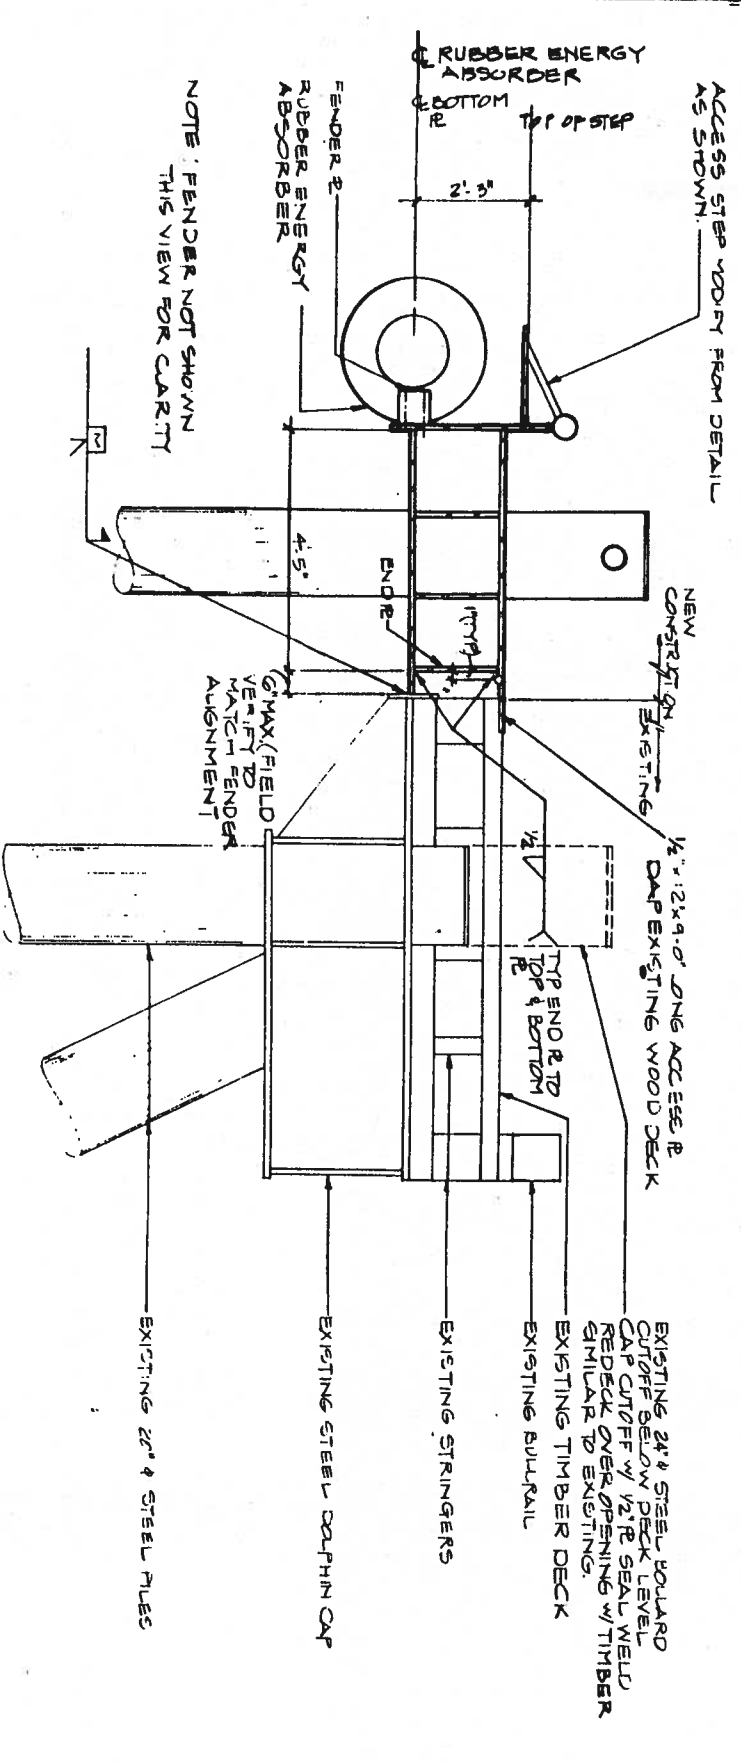 ℄ RUBBER ENERGY
ABSORBER
℄ BOTTOM
℄
TOP OF STEP
2'-3"
ACCESS STEP MODIFY FROM DETAIL
AS SHOWN.
FENDER ℄
RUBBER ENERGY
ABSORBER
NOTE: FENDER NOT SHOWN
THIS VIEW FOR CLARITY
M
4'-5"
END ℄
1" (TYP)
NEW
CONSTRUCTION
EXISTING
6" MAX. (FIELD
VERIFY TO
MATCH FENDER
ALIGNMENT)
1/2
TYP END ℄ TO
TOP & BOTTOM
℄
1/2" x 12" x 9'-0" LONG ACCESS ℄
DAP EXISTING WOOD DECK
EXISTING 24" ϕ STEEL BOLLARD
CUTOFF BELOW DECK LEVEL
CAP CUTOFF W/ 1/2" ℄ SEAL WELD
REDECK OVER OPENING W/ TIMBER
SIMILAR TO EXISTING.
EXISTING TIMBER DECK
EXISTING BULLRAIL
EXISTING STRINGERS
EXISTING STEEL DOLPHIN CAP
EXISTING 20" ϕ STEEL PILES